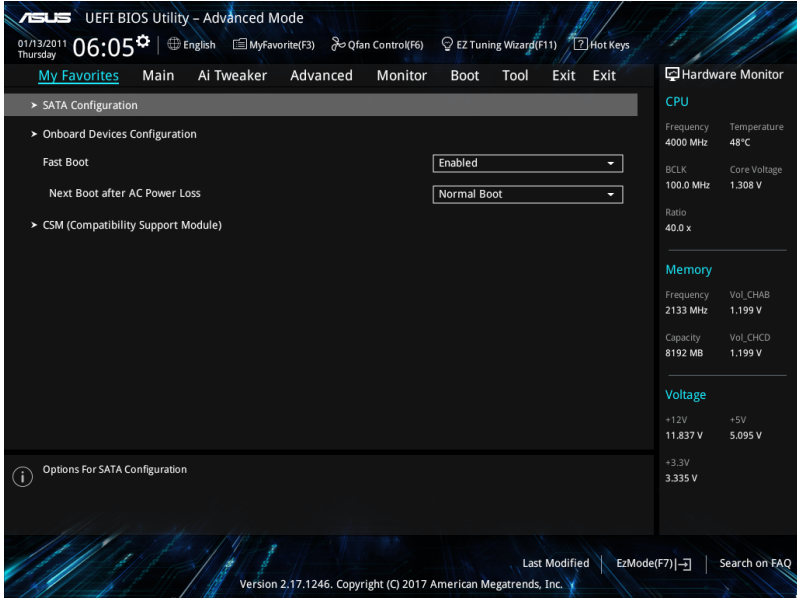 ASUS UEFI BIOS Utility – Advanced Mode
01/13/2011
Thursday
06:05
English
MyFavorite(F3)
Qfan Control(F6)
EZ Tuning Wizard(F11)
? Hot Keys
My Favorites Main Ai Tweaker Advanced Monitor Boot Tool Exit Exit
SATA Configuration
Onboard Devices Configuration
Fast Boot Enabled
Next Boot after AC Power Loss Normal Boot
CSM (Compatibility Support Module)
Hardware Monitor
CPU
Frequency Temperature
4000 MHz 48°C
BCLK Core Voltage
100.0 MHz 1.308 V
Ratio
40.0 x
Memory
Frequency Vol_CHAB
2133 MHz 1.199 V
Capacity Vol_CHCD
8192 MB 1.199 V
Voltage
+12V +5V
11.837 V 5.095 V
+3.3V
3.335 V
i Options For SATA Configuration
Last Modified EzMode(F7) Search on FAQ
Version 2.17.1246. Copyright (C) 2017 American Megatrends, Inc.